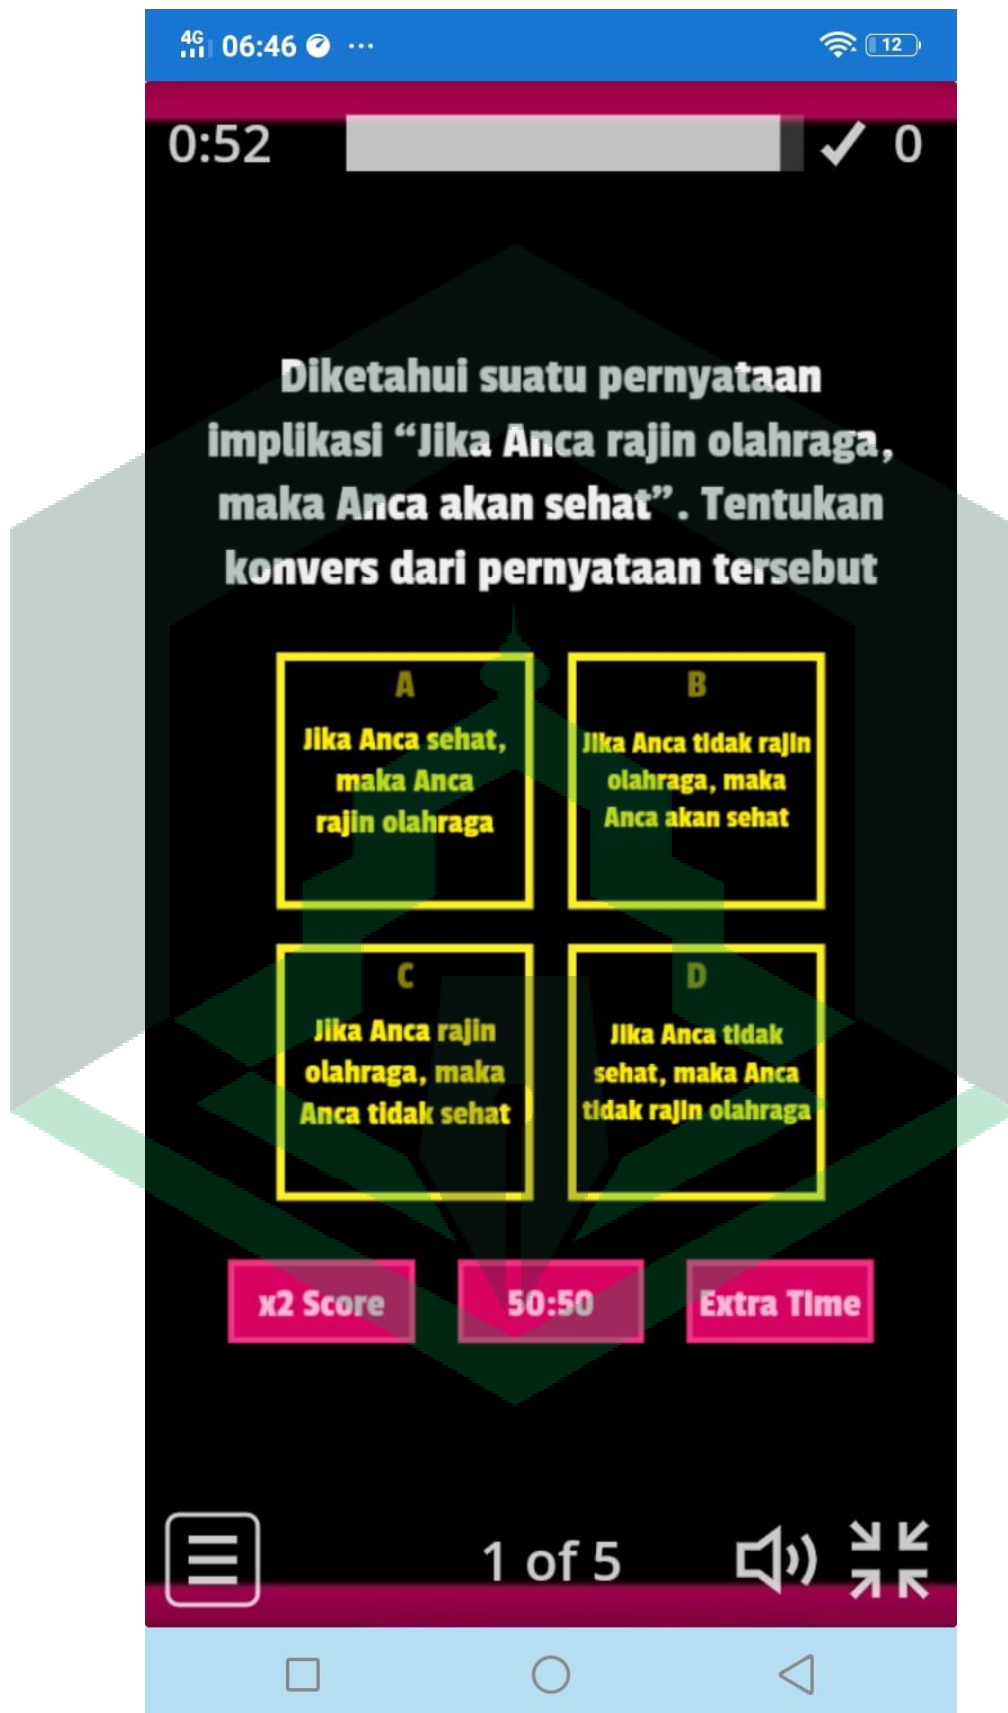 4G 06:46 ... 12
0:52 0
Diketahui suatu pernyataan
implikasi “Jika Anca rajin olahraga,
maka Anca akan sehat”. Tentukan
konvers dari pernyataan tersebut
A
Jika Anca sehat,
maka Anca
rajin olahraga
B
Jika Anca tidak rajin
olahraga, maka
Anca akan sehat
C
Jika Anca rajin
olahraga, maka
Anca tidak sehat
D
Jika Anca tidak
sehat, maka Anca
tidak rajin olahraga
x2 Score
50:50
Extra Time
1 of 5